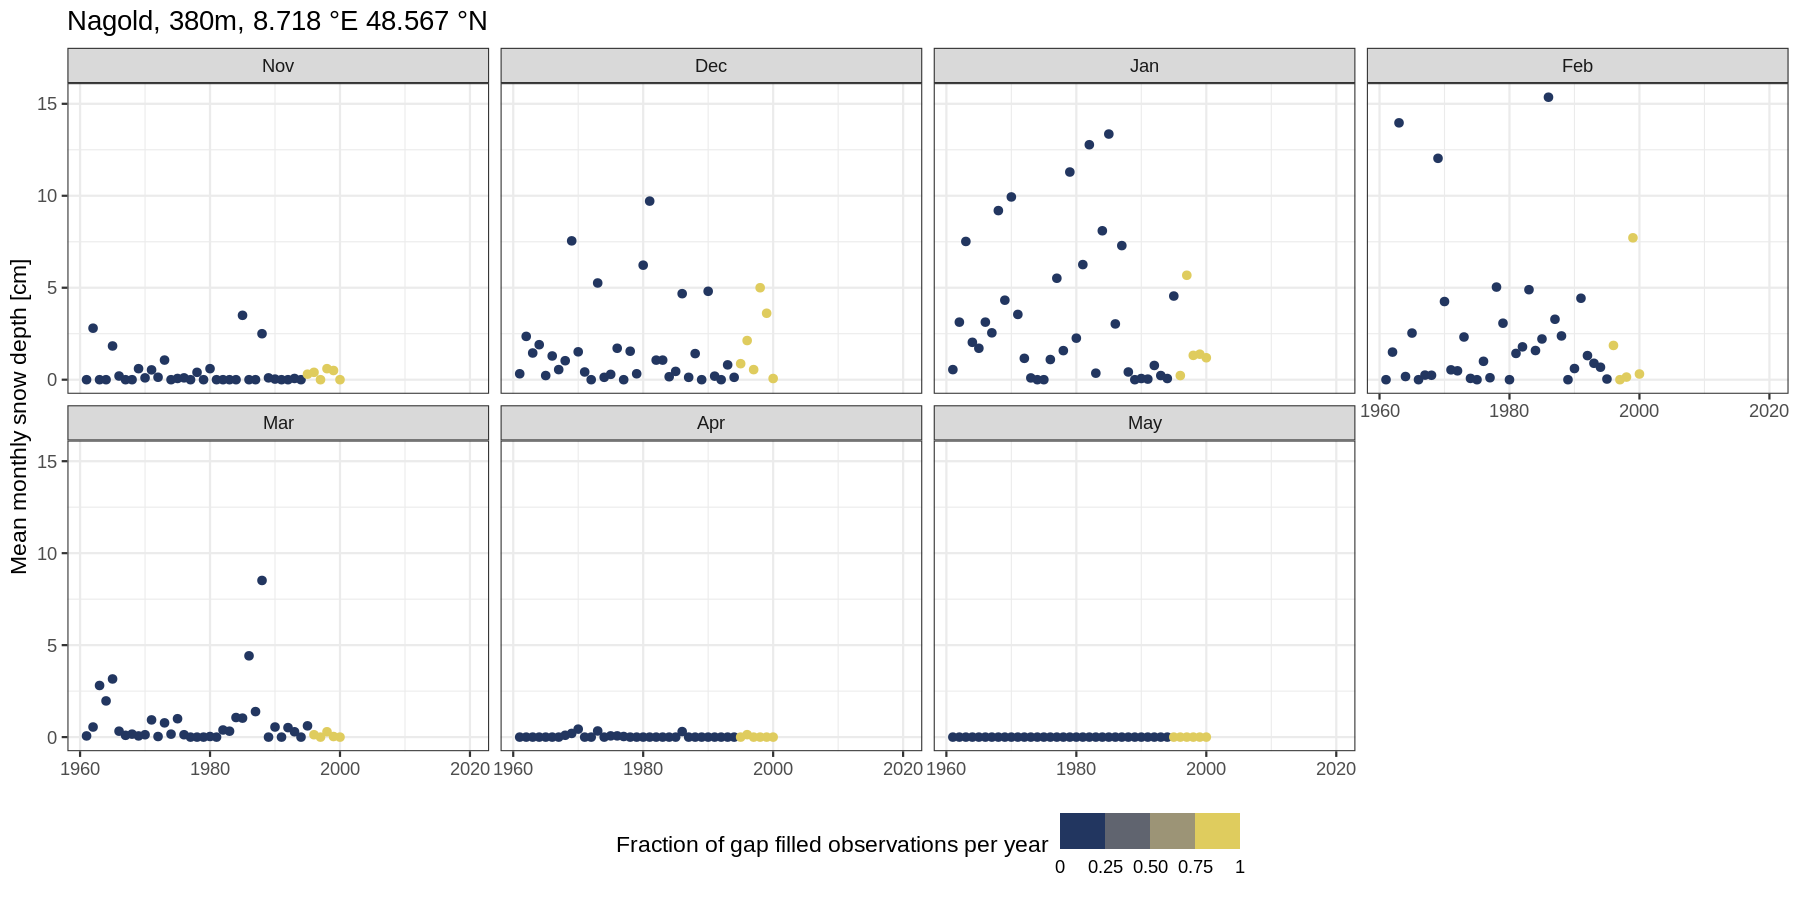 Nagold, 380m, 8.718 °E 48.567 °N
Nov Dec Jan Feb
15
10
5
0
Mean monthly snow depth [cm]
1960 1980 2000 2020
Mar Apr May
15
10
5
0
1960 1980 2000 2020 1960 1980 2000 2020 1960 1980 2000 2020
Fraction of gap filled observations per year
0 0.25 0.50 0.75 1